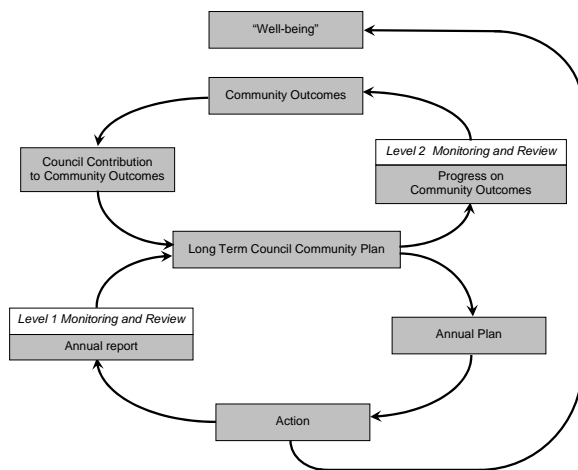 “Well-being”
Community Outcomes
Council Contribution
to Community Outcomes
Level 2  Monitoring and Review
Progress on
Community Outcomes
Long Term Council Community Plan
Level 1 Monitoring and Review
Annual report
Annual Plan
Action